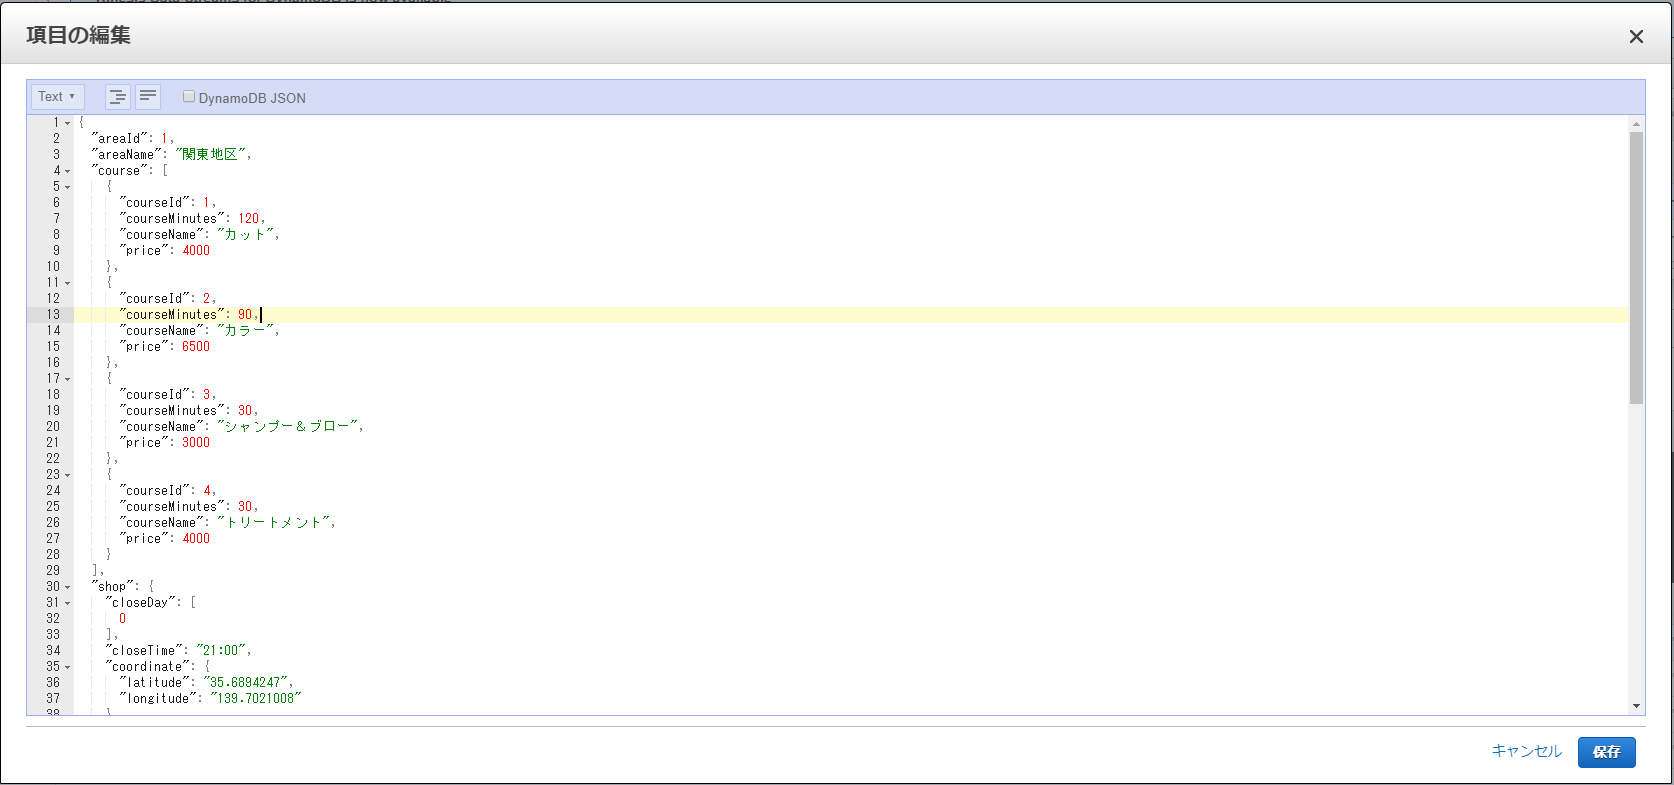 項目の編集
Text
DynamoDB JSON
1 {
2 "areaId": 1,
3 "areaName": "関東地区",
4 "course": [
5 {
6 "courseId": 1,
7 "courseMinutes": 120,
8 "courseName": "カット",
9 "price": 4000
10 },
11 {
12 "courseId": 2,
13 "courseMinutes": 90,
14 "courseName": "カラー",
15 "price": 6500
16 },
17 {
18 "courseId": 3,
19 "courseMinutes": 30,
20 "courseName": "シャンプー＆ブロー",
21 "price": 3000
22 },
23 {
24 "courseId": 4,
25 "courseMinutes": 30,
26 "courseName": "トリートメント",
27 "price": 4000
28 }
29 ],
30 "shop": {
31 "closeDay": [
32 0
33 ],
34 "closeTime": "21:00",
35 "coordinate": {
36 "latitude": "35.6894247",
37 "longitude": "139.7021008"
38 }
キャンセル 保存